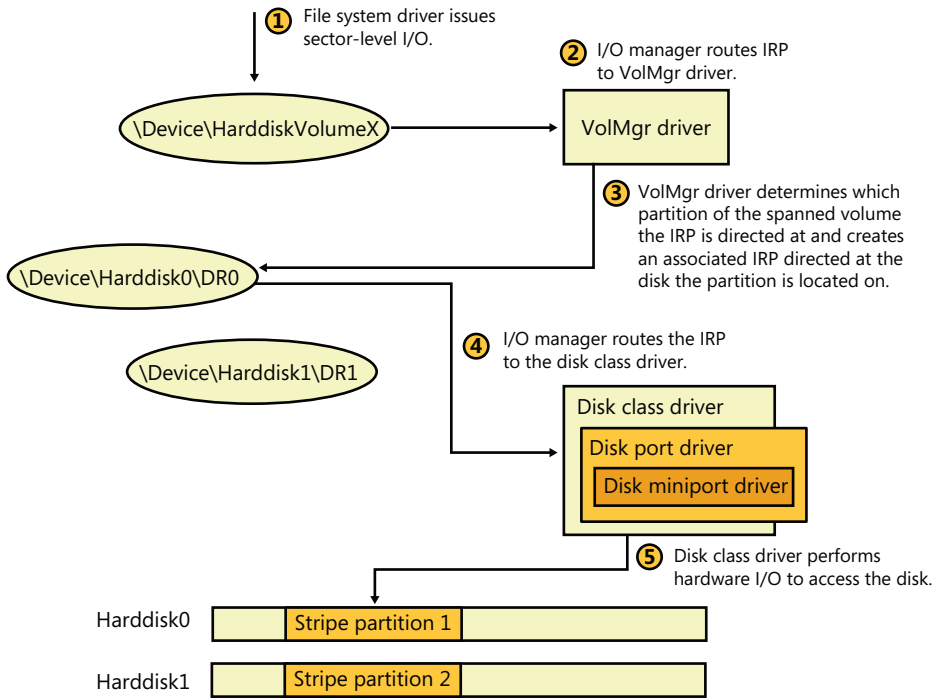 1 File system driver issues
sector-level I/O.
2 I/O manager routes IRP
to VolMgr driver.
\Device\HarddiskVolumeX
VolMgr driver
3 VolMgr driver determines which
partition of the spanned volume
the IRP is directed at and creates
an associated IRP directed at the
disk the partition is located on.
\Device\Harddisk0\DR0
4 I/O manager routes the IRP
to the disk class driver.
\Device\Harddisk1\DR1
Disk class driver
Disk port driver
Disk miniport driver
5 Disk class driver performs
hardware I/O to access the disk.
Harddisk0
Stripe partition 1
Harddisk1
Stripe partition 2